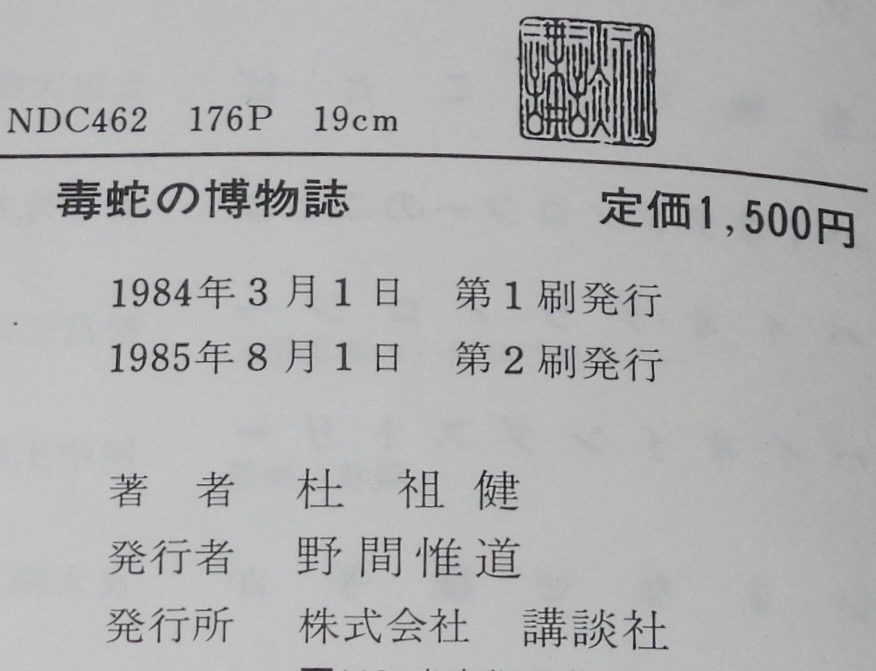 講談社
NDC462 176P 19cm
毒蛇の博物誌 定価1,500円
1984年3月1日 第1刷発行
1985年8月1日 第2刷発行
著 者 杜 祖 健
発行者 野間惟道
発行所 株式会社 講談社